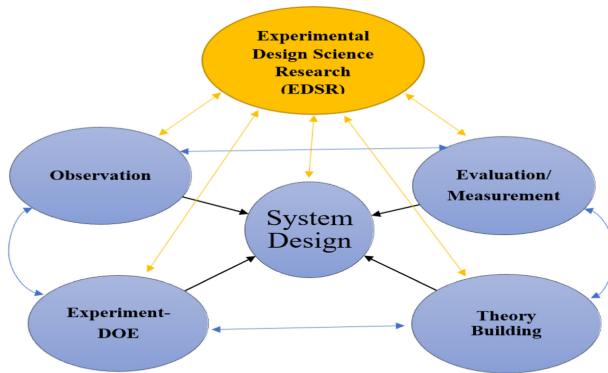 Experimental
Design Science
Research
(EDSR)
Observation
Evaluation/
Measurement
System
Design
Experiment-
DOE
Theory
Building